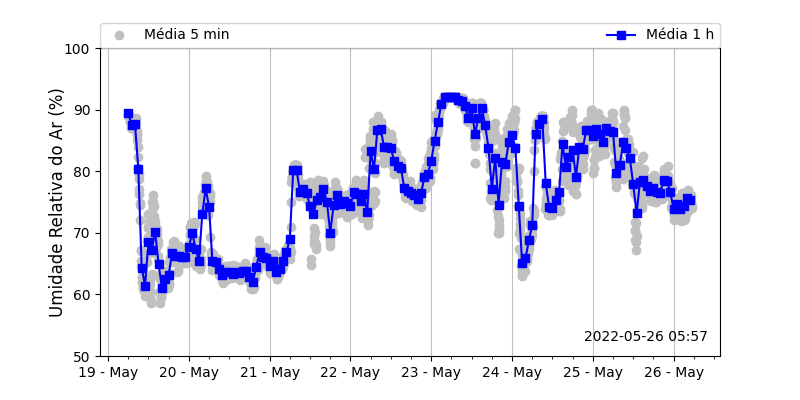 Média 5 min
Média 1 h
Umidade Relativa do Ar (%)
100
90
80
70
60
50
2022-05-26 05:57
19 - May
20 - May
21 - May
22 - May
23 - May
24 - May
25 - May
26 - May